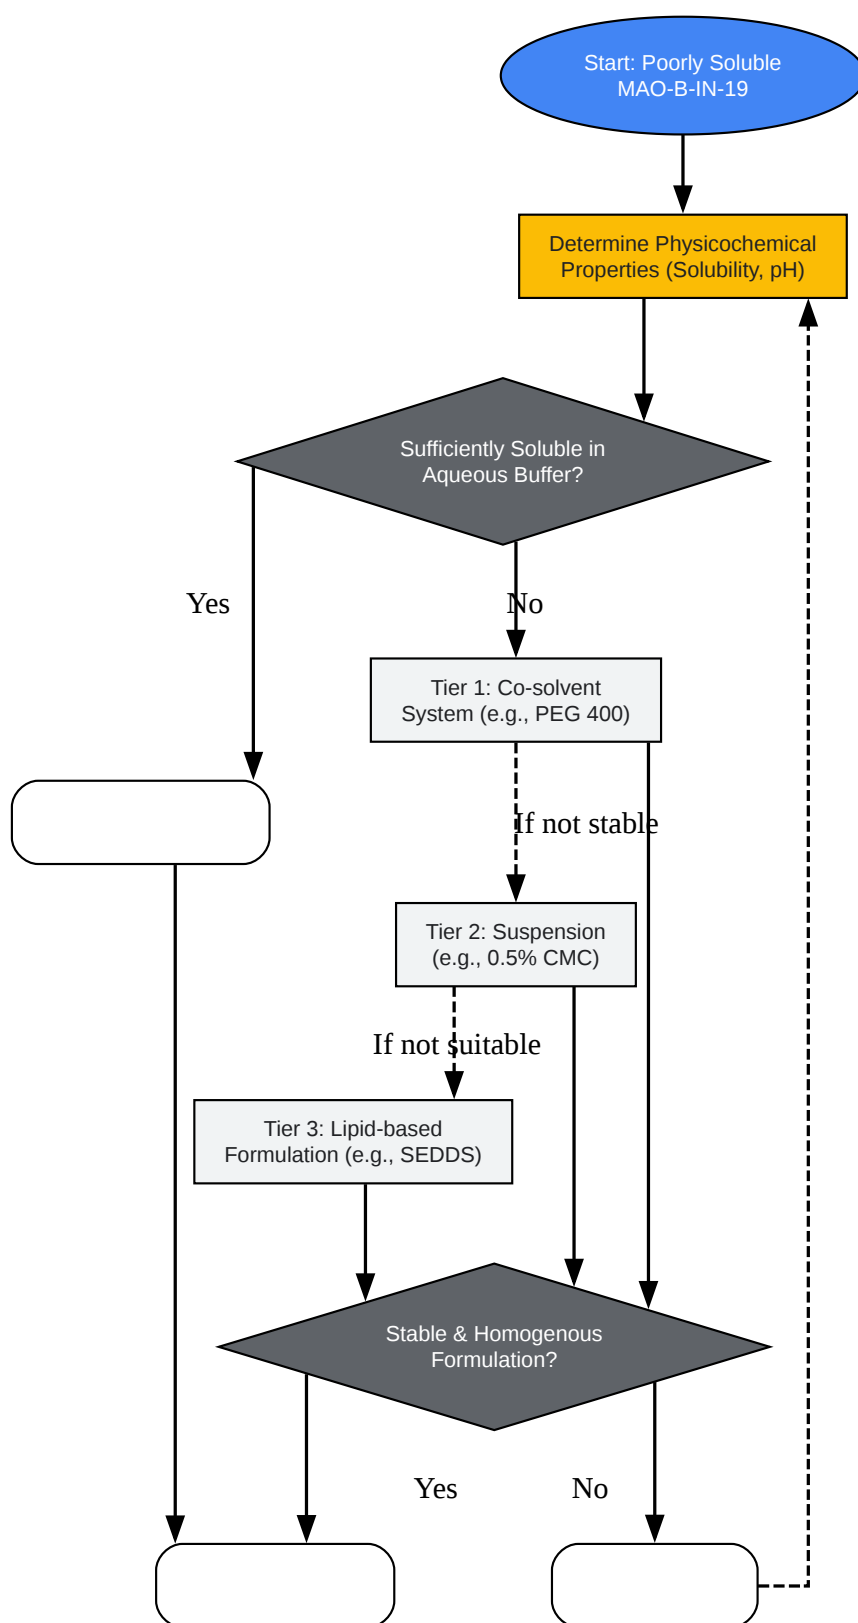 Start: Poorly Soluble
MAO-B-IN-19
Determine Physicochemical
Properties (Solubility, pH)
Sufficiently Soluble in
Aqueous Buffer?
Yes
No
Tier 1: Co-solvent
System (e.g., PEG 400)
If not stable
Tier 2: Suspension
(e.g., 0.5% CMC)
If not suitable
Tier 3: Lipid-based
Formulation (e.g., SEDDS)
Stable & Homogenous
Formulation?
Yes
No